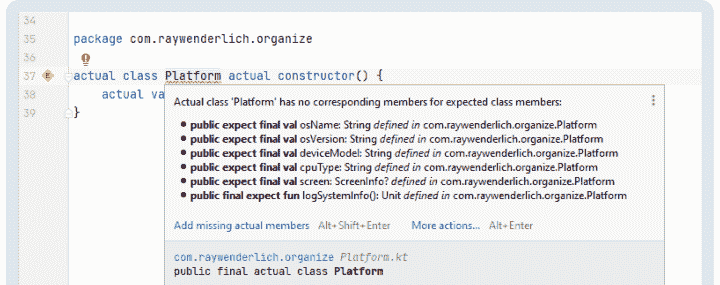 34
35 package com.raywenderlich.organize
36
37 actual class Platform actual constructor() {
38 actual va
39 }
Actual class 'Platform' has no corresponding members for expected class members:
• public expect final val osName: String defined in com.raywenderlich.organize.Platform
• public expect final val osVersion: String defined in com.raywenderlich.organize.Platform
• public expect final val deviceModel: String defined in com.raywenderlich.organize.Platform
• public expect final val cpuType: String defined in com.raywenderlich.organize.Platform
• public expect final val screen: ScreenInfo? defined in com.raywenderlich.organize.Platform
• public final expect fun logSystemInfo(): Unit defined in com.raywenderlich.organize.Platform
Add missing actual members Alt+Shift+Enter More actions... Alt+Enter
com.raywenderlich.organize Platform.kt
public final actual class Platform